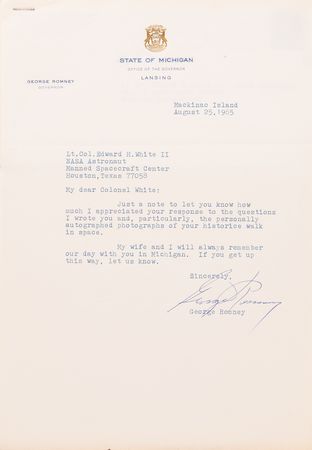 STATE OF MICHIGAN
OFFICE OF THE GOVERNOR
LANSING
GEORGE ROMNEY
GOVERNOR
Mackinac Island
August 25, 1965
Lt.Col.Edward H.White II
NASA Astronaut
Manned Spacecraft Center
Houston,Texas 77058
My dear Colonel White:
Just a note to let you know how
much I appreciated your response to the questions
I wrote you and, particularly, the personally
autographed photographs of your historice walk
in space.
My wife and I will always remember
our day with you in Michigan. If you get up
this way, let us know.
Sincerely,
George Romney
George Romney